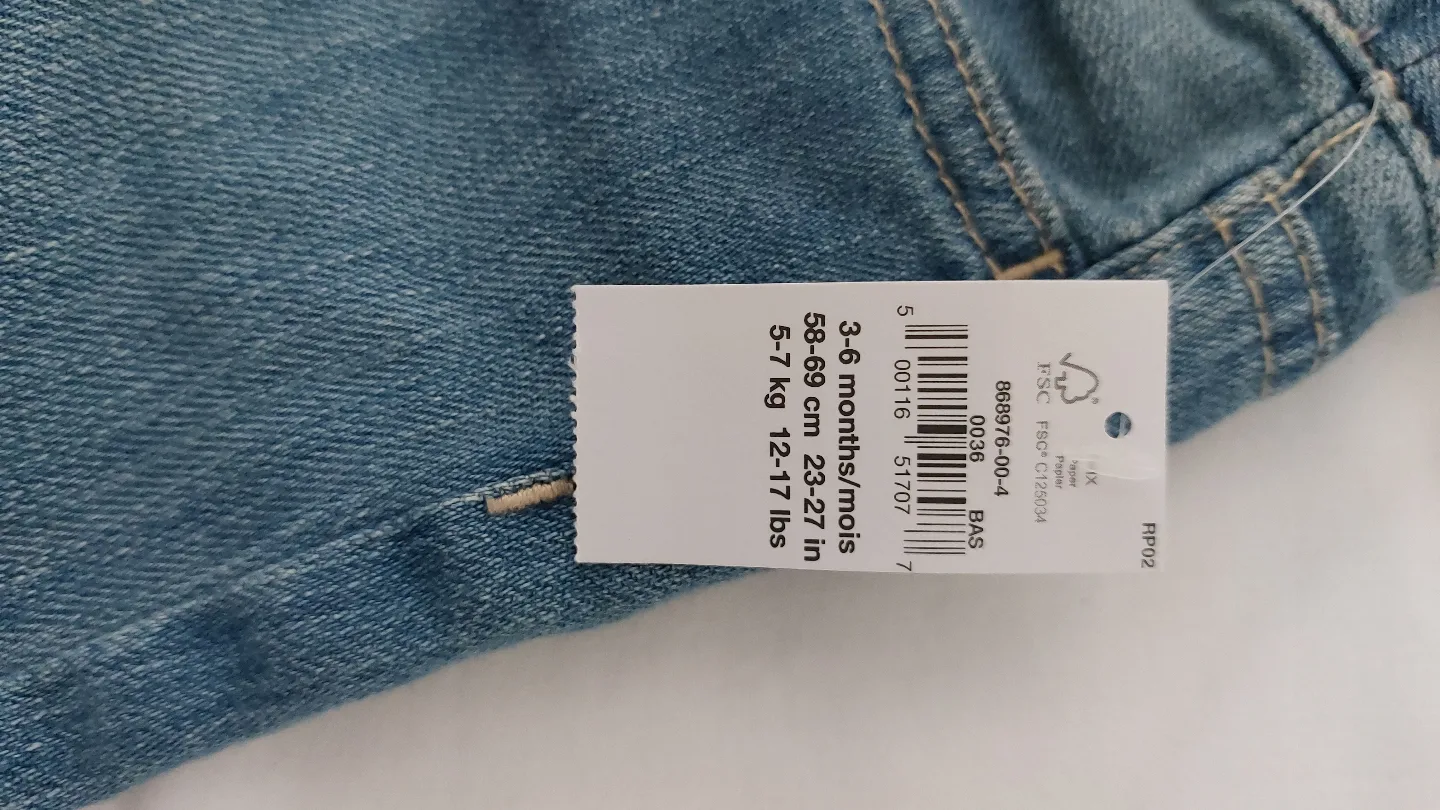 RP02
FSC
IX
Paper
Papier
FSC® C125034
868976-00-4
0036 BAS
5 00116 51707 7
3-6 months/mois
58-69 cm 23-27 in
5-7 kg 12-17 lbs